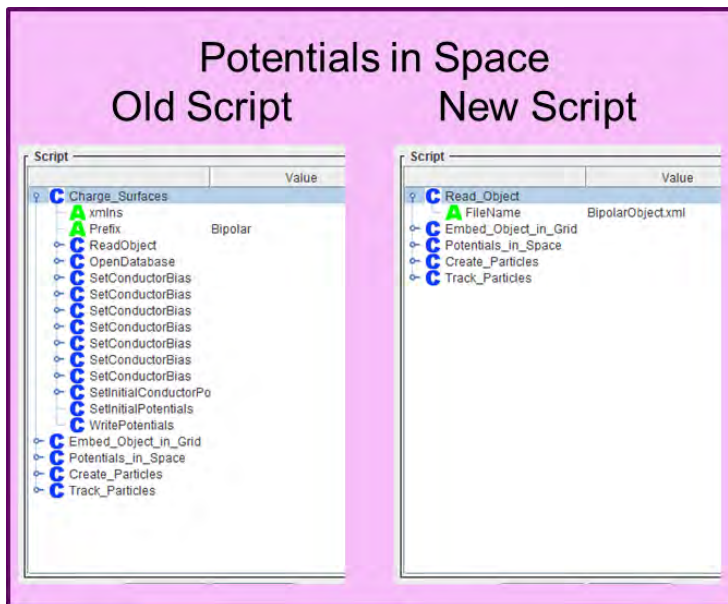 Potentials in Space
Old Script
New Script
Script
Value
C Charge_Surfaces
A xmlns
A Prefix Bipolar
C ReadObject
C OpenDatabase
C SetConductorBias
C SetConductorBias
C SetConductorBias
C SetConductorBias
C SetConductorBias
C SetConductorBias
C SetConductorBias
C SetInitialConductorPo
C SetInitialPotentials
C WritePotentials
C Embed_Object_in_Grid
C Potentials_in_Space
C Create_Particles
C Track_Particles
Script
Value
C Read_Object
A FileName BipolarObject.xml
C Embed_Object_in_Grid
C Potentials_in_Space
C Create_Particles
C Track_Particles